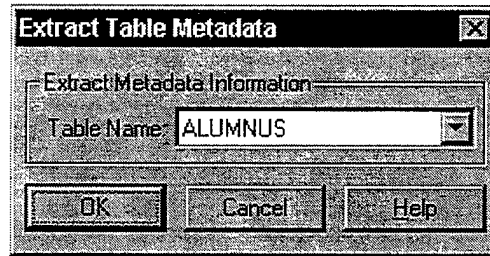 Extract Table Metadata
Extract Metadata Information
Table Name: ALUMNUS
OK Cancel Help